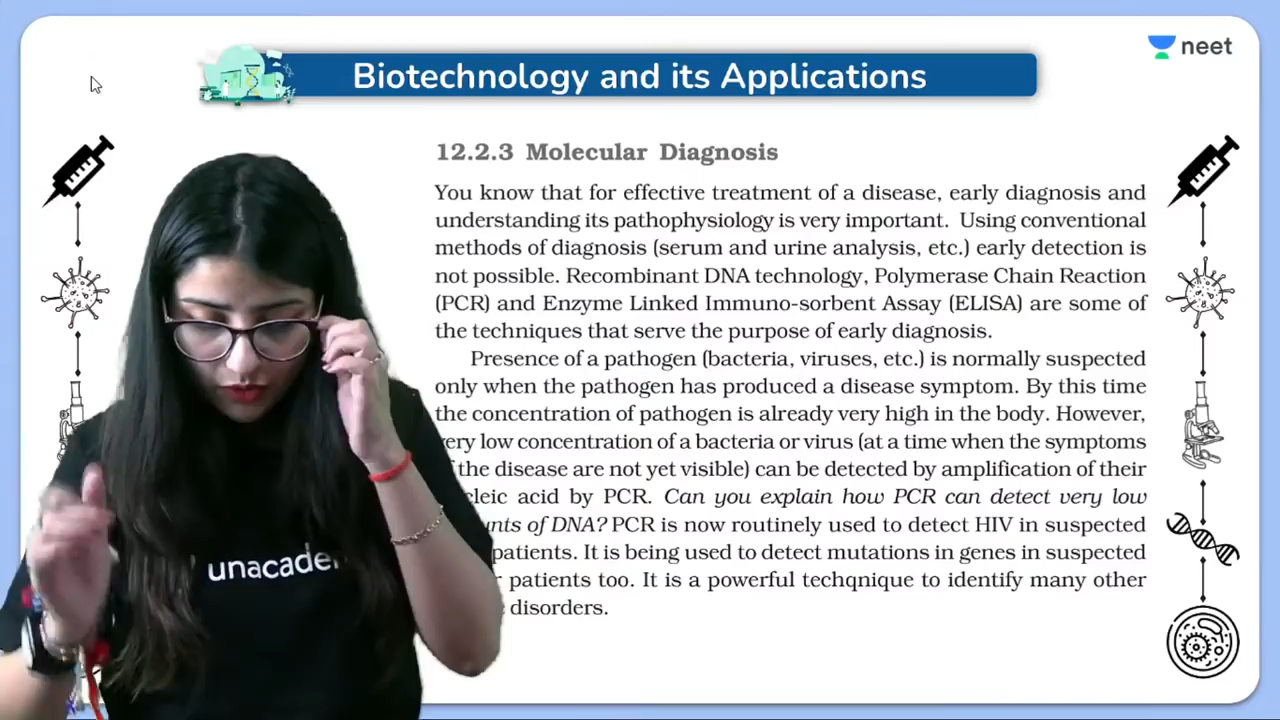 neet
Biotechnology and its Applications
12.2.3 Molecular Diagnosis
You know that for effective treatment of a disease, early diagnosis and
understanding its pathophysiology is very important. Using conventional
methods of diagnosis (serum and urine analysis, etc.) early detection is
not possible. Recombinant DNA technology, Polymerase Chain Reaction
(PCR) and Enzyme Linked Immuno-sorbent Assay (ELISA) are some of
the techniques that serve the purpose of early diagnosis.
Presence of a pathogen (bacteria, viruses, etc.) is normally suspected
only when the pathogen has produced a disease symptom. By this time
the concentration of pathogen is already very high in the body. However,
ery low concentration of a bacteria or virus (at a time when the symptoms
the disease are not yet visible) can be detected by amplification of their
cleic acid by PCR. Can you explain how PCR can detect very low
nts of DNA? PCR is now routinely used to detect HIV in suspected
patients. It is being used to detect mutations in genes in suspected
patients too. It is a powerful techqnique to identify many other
disorders.
unacade